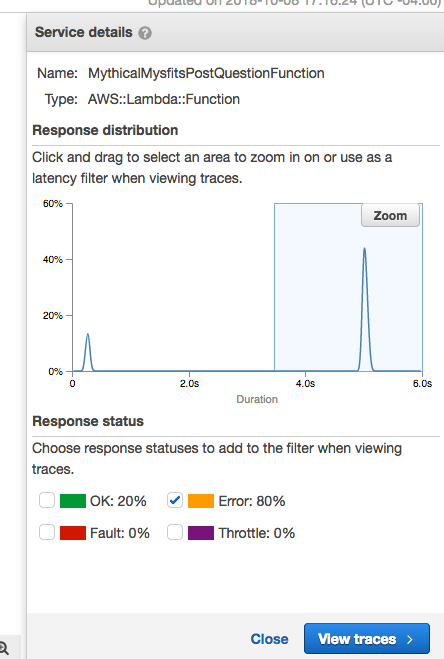 Updated on 2018-10-08 17:16:24 (UTC -04:00)
Service details ?
Name: MythicalMysfitsPostQuestionFunction
Type: AWS::Lambda::Function
Response distribution
Click and drag to select an area to zoom in on or use as a
latency filter when viewing traces.
60%
Zoom
40%
20%
0%
0 2.0s 4.0s 6.0s
Duration
Response status
Choose response statuses to add to the filter when viewing
traces.
OK: 20% Error: 80%
Fault: 0% Throttle: 0%
Close View traces >